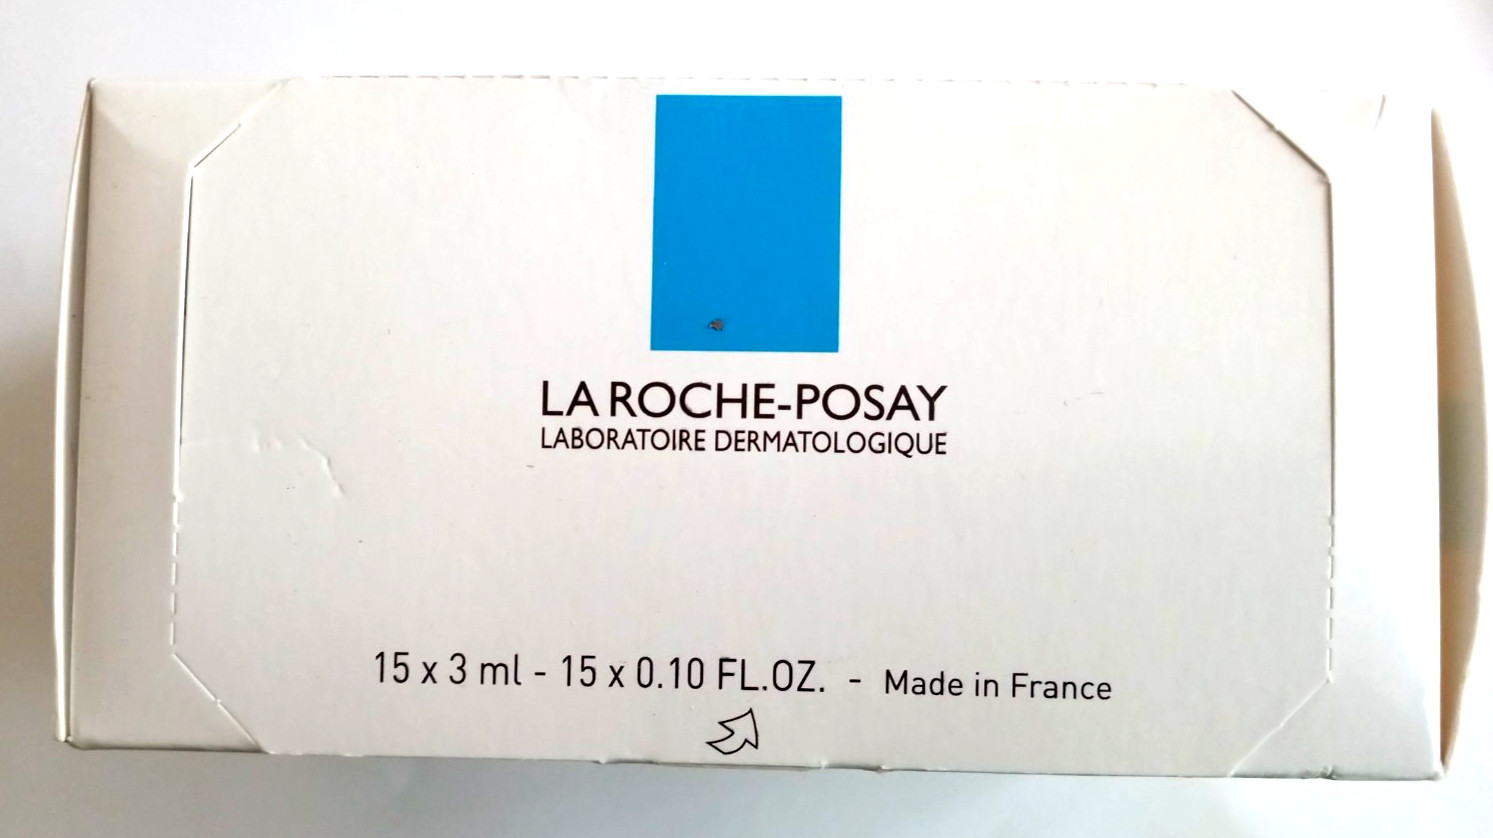 LA ROCHE-POSAY
LABORATOIRE DERMATOLOGIQUE
15 x 3 ml - 15 x 0.10 FL.OZ. - Made in France